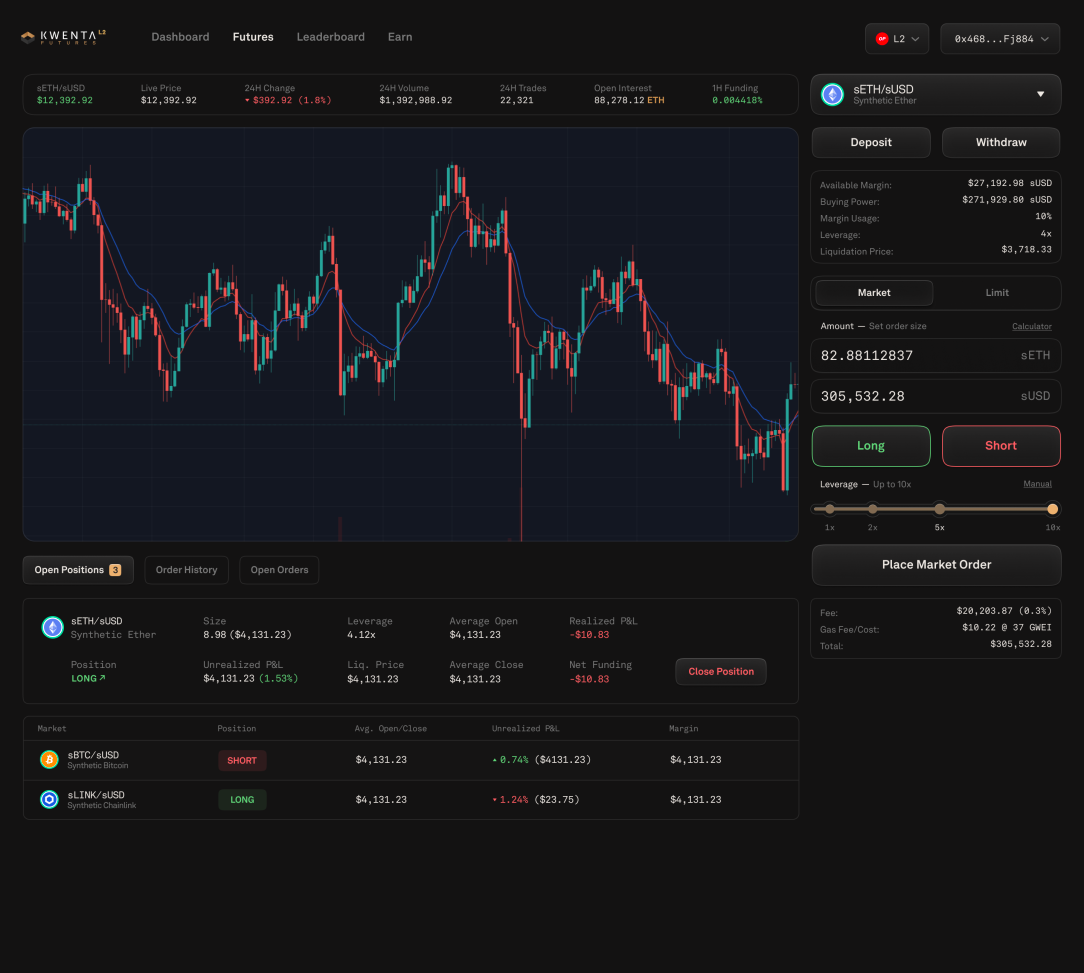 KWENTA L2
FUTURES
Dashboard Futures Leaderboard Earn
OP L2
0x468...Fj884
sETH/sUSD Live Price 24H Change 24H Volume 24H Trades Open Interest 1H Funding
$12,392.92 $12,392.92 $392.92 (1.8%) $1,392,988.92 22,321 88,278.12 ETH 0.004418%
sETH/sUSD
Synthetic Ether
Deposit Withdraw
Available Margin: $27,192.98 sUSD
Buying Power: $271,929.80 sUSD
Margin Usage: 10%
Leverage: 4x
Liquidation Price: $3,718.33
Market Limit
Amount — Set order size Calculator
82.88112837 sETH
305,532.28 sUSD
Long Short
Leverage — Up to 10x Manual
1x 2x 5x 10x
Place Market Order
Fee: $20,203.87 (0.3%)
Gas Fee/Cost: $10.22 @ 37 GWEI
Total: $305,532.28
Open Positions 3 Order History Open Orders
sETH/sUSD Size Leverage Average Open Realized P&L
Synthetic Ether 8.98 ($4,131.23) 4.12x $4,131.23 -$10.83
Position Unrealized P&L Liq. Price Average Close Net Funding
LONG ↗ $4,131.23 (1.53%) $4,131.23 $4,131.23 -$10.83
Close Position
Market Position Avg. Open/Close Unrealized P&L Margin
sBTC/sUSD
Synthetic Bitcoin
SHORT $4,131.23 0.74% ($4131.23) $4,131.23
sLINK/sUSD
Synthetic Chainlink
LONG $4,131.23 1.24% ($23.75) $4,131.23